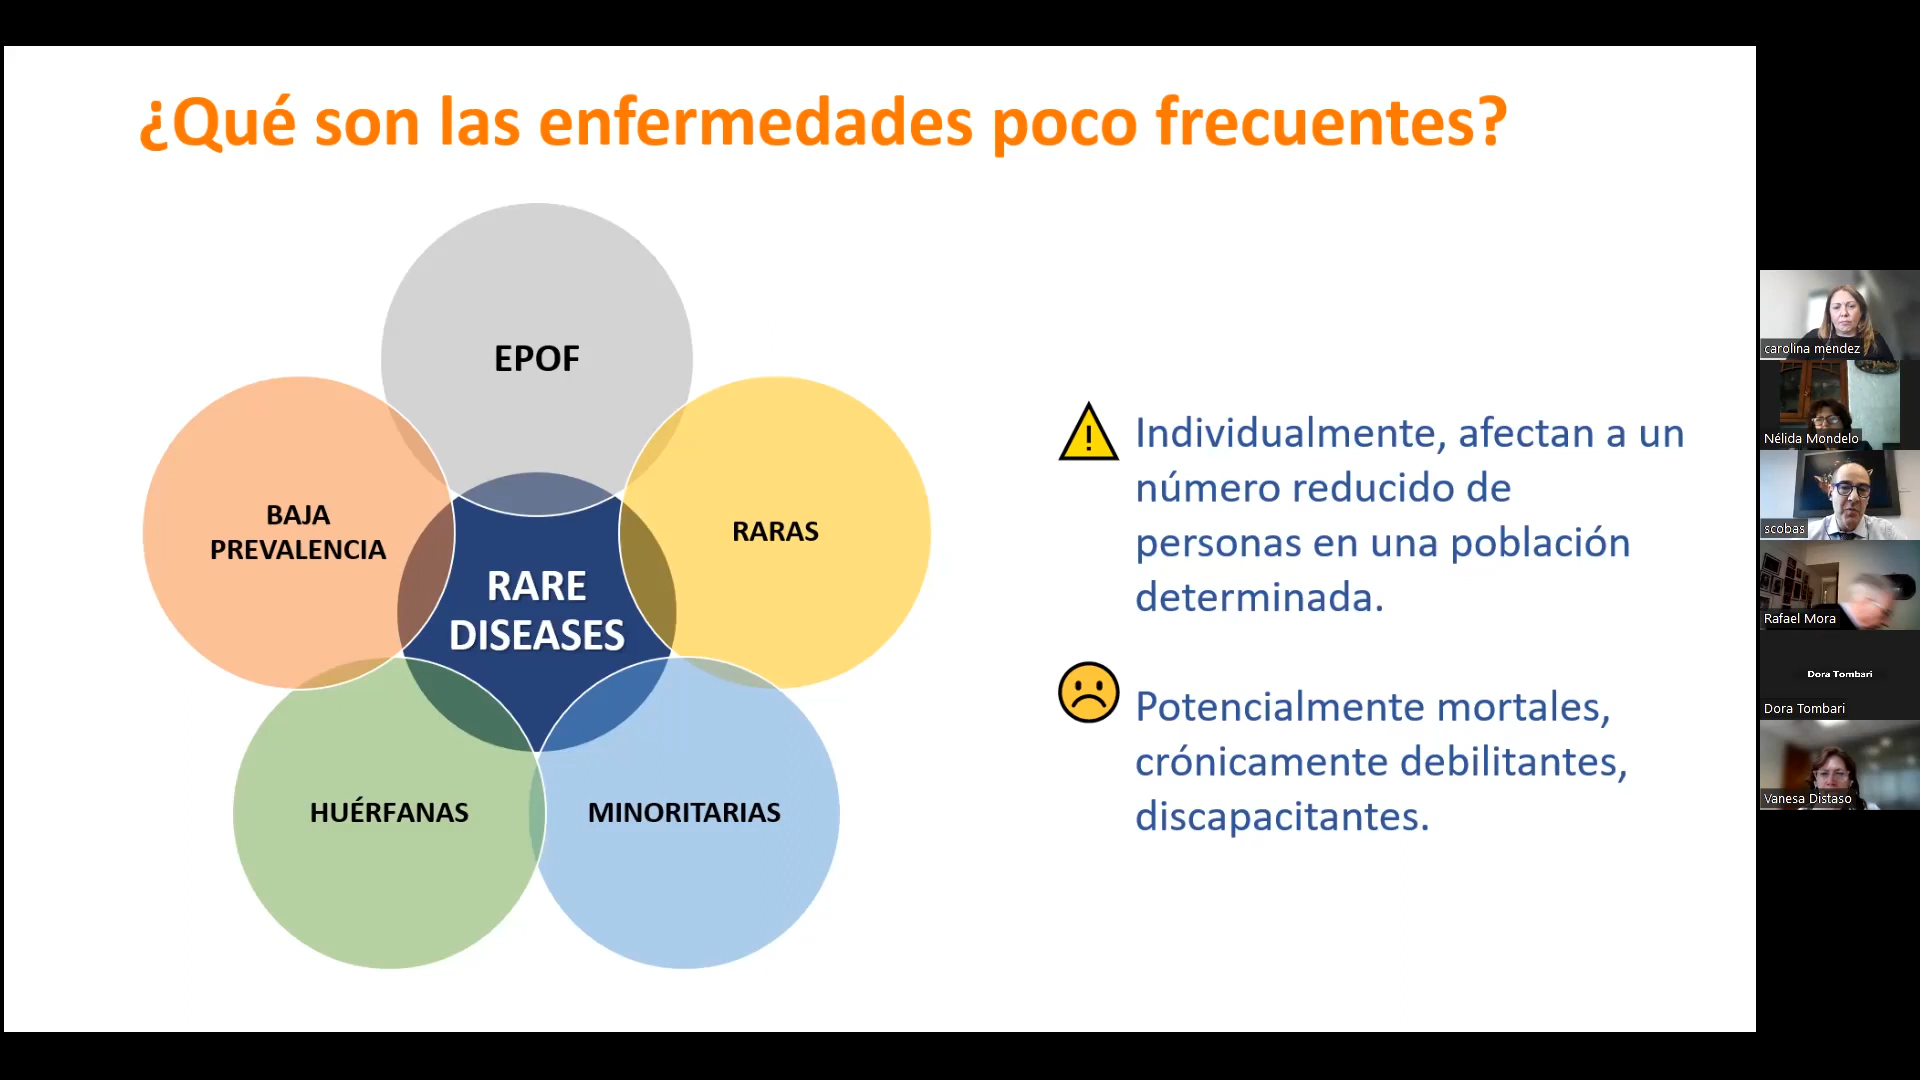 ¿Qué son las enfermedades poco frecuentes?
EPOF
BAJA
PREVALENCIA
RARAS
RARE
DISEASES
HUÉRFANAS
MINORITARIAS
Individualmente, afectan a un
número reducido de
personas en una población
determinada.
Potencialmente mortales,
crónicamente debilitantes,
discapacitantes.
carolina mendez
Nélida Mondelo
scobas
Rafael Mora
Dora Tombari
Dora Tombari
Vanesa Distaso